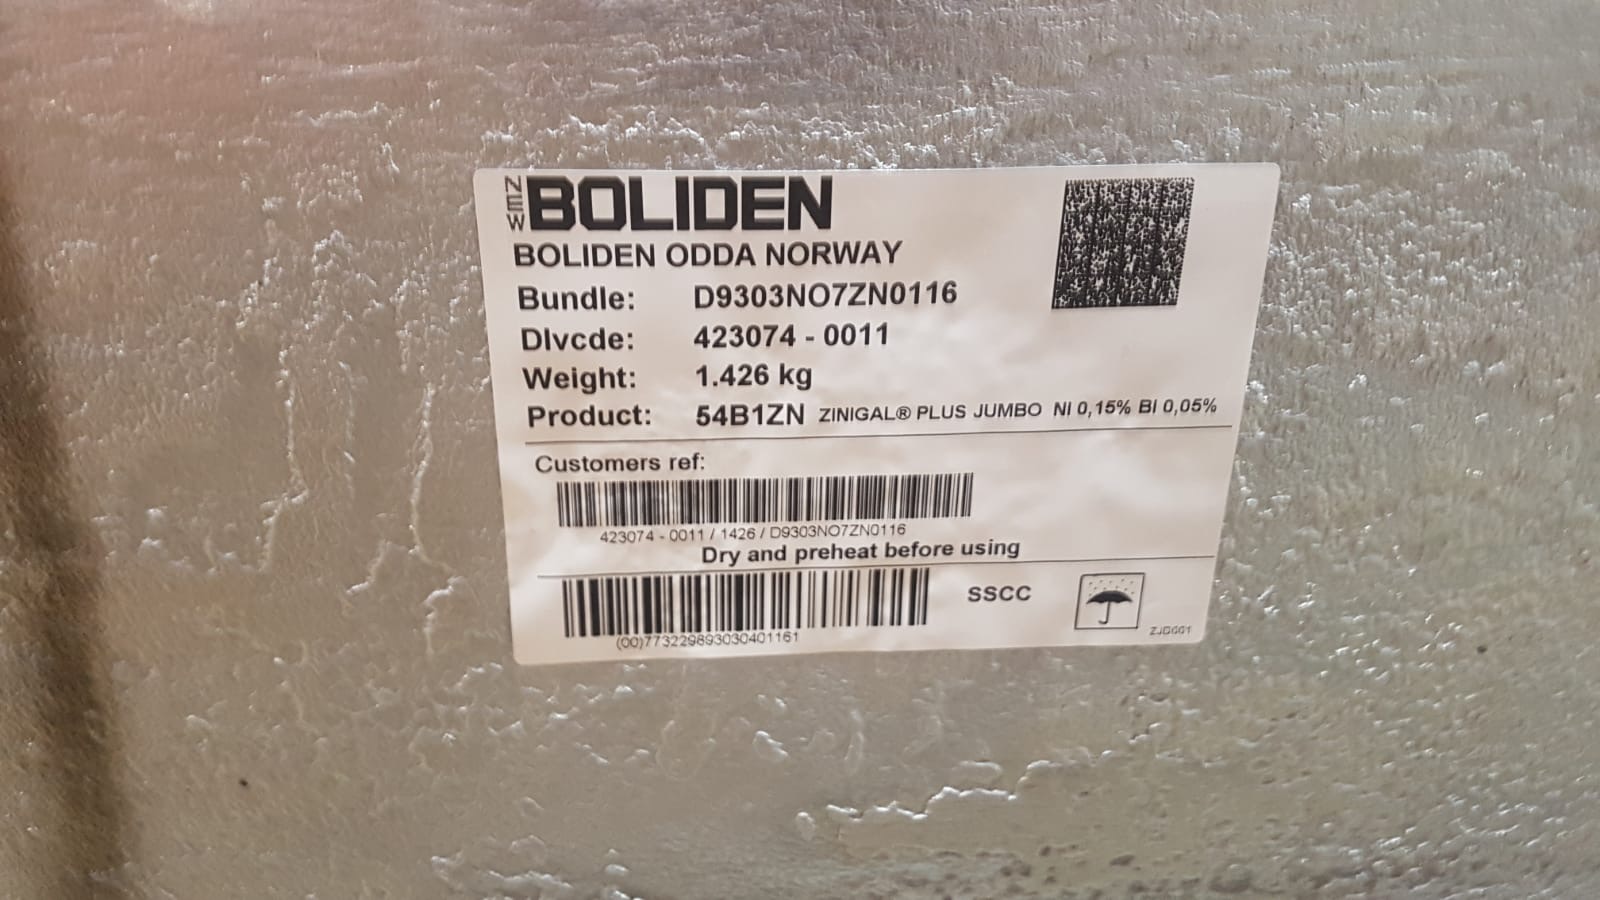 NEW BOLIDEN
BOLIDEN ODDA NORWAY
Bundle: D9303NO7ZN0116
Dlvcde: 423074 - 0011
Weight: 1.426 kg
Product: 54B1ZN ZINIGAL® PLUS JUMBO NI 0,15% BI 0,05%
Customers ref:
423074 - 0011 / 1426 / D9303NO7ZN0116
Dry and preheat before using
SSCC
(00)773229893030401161